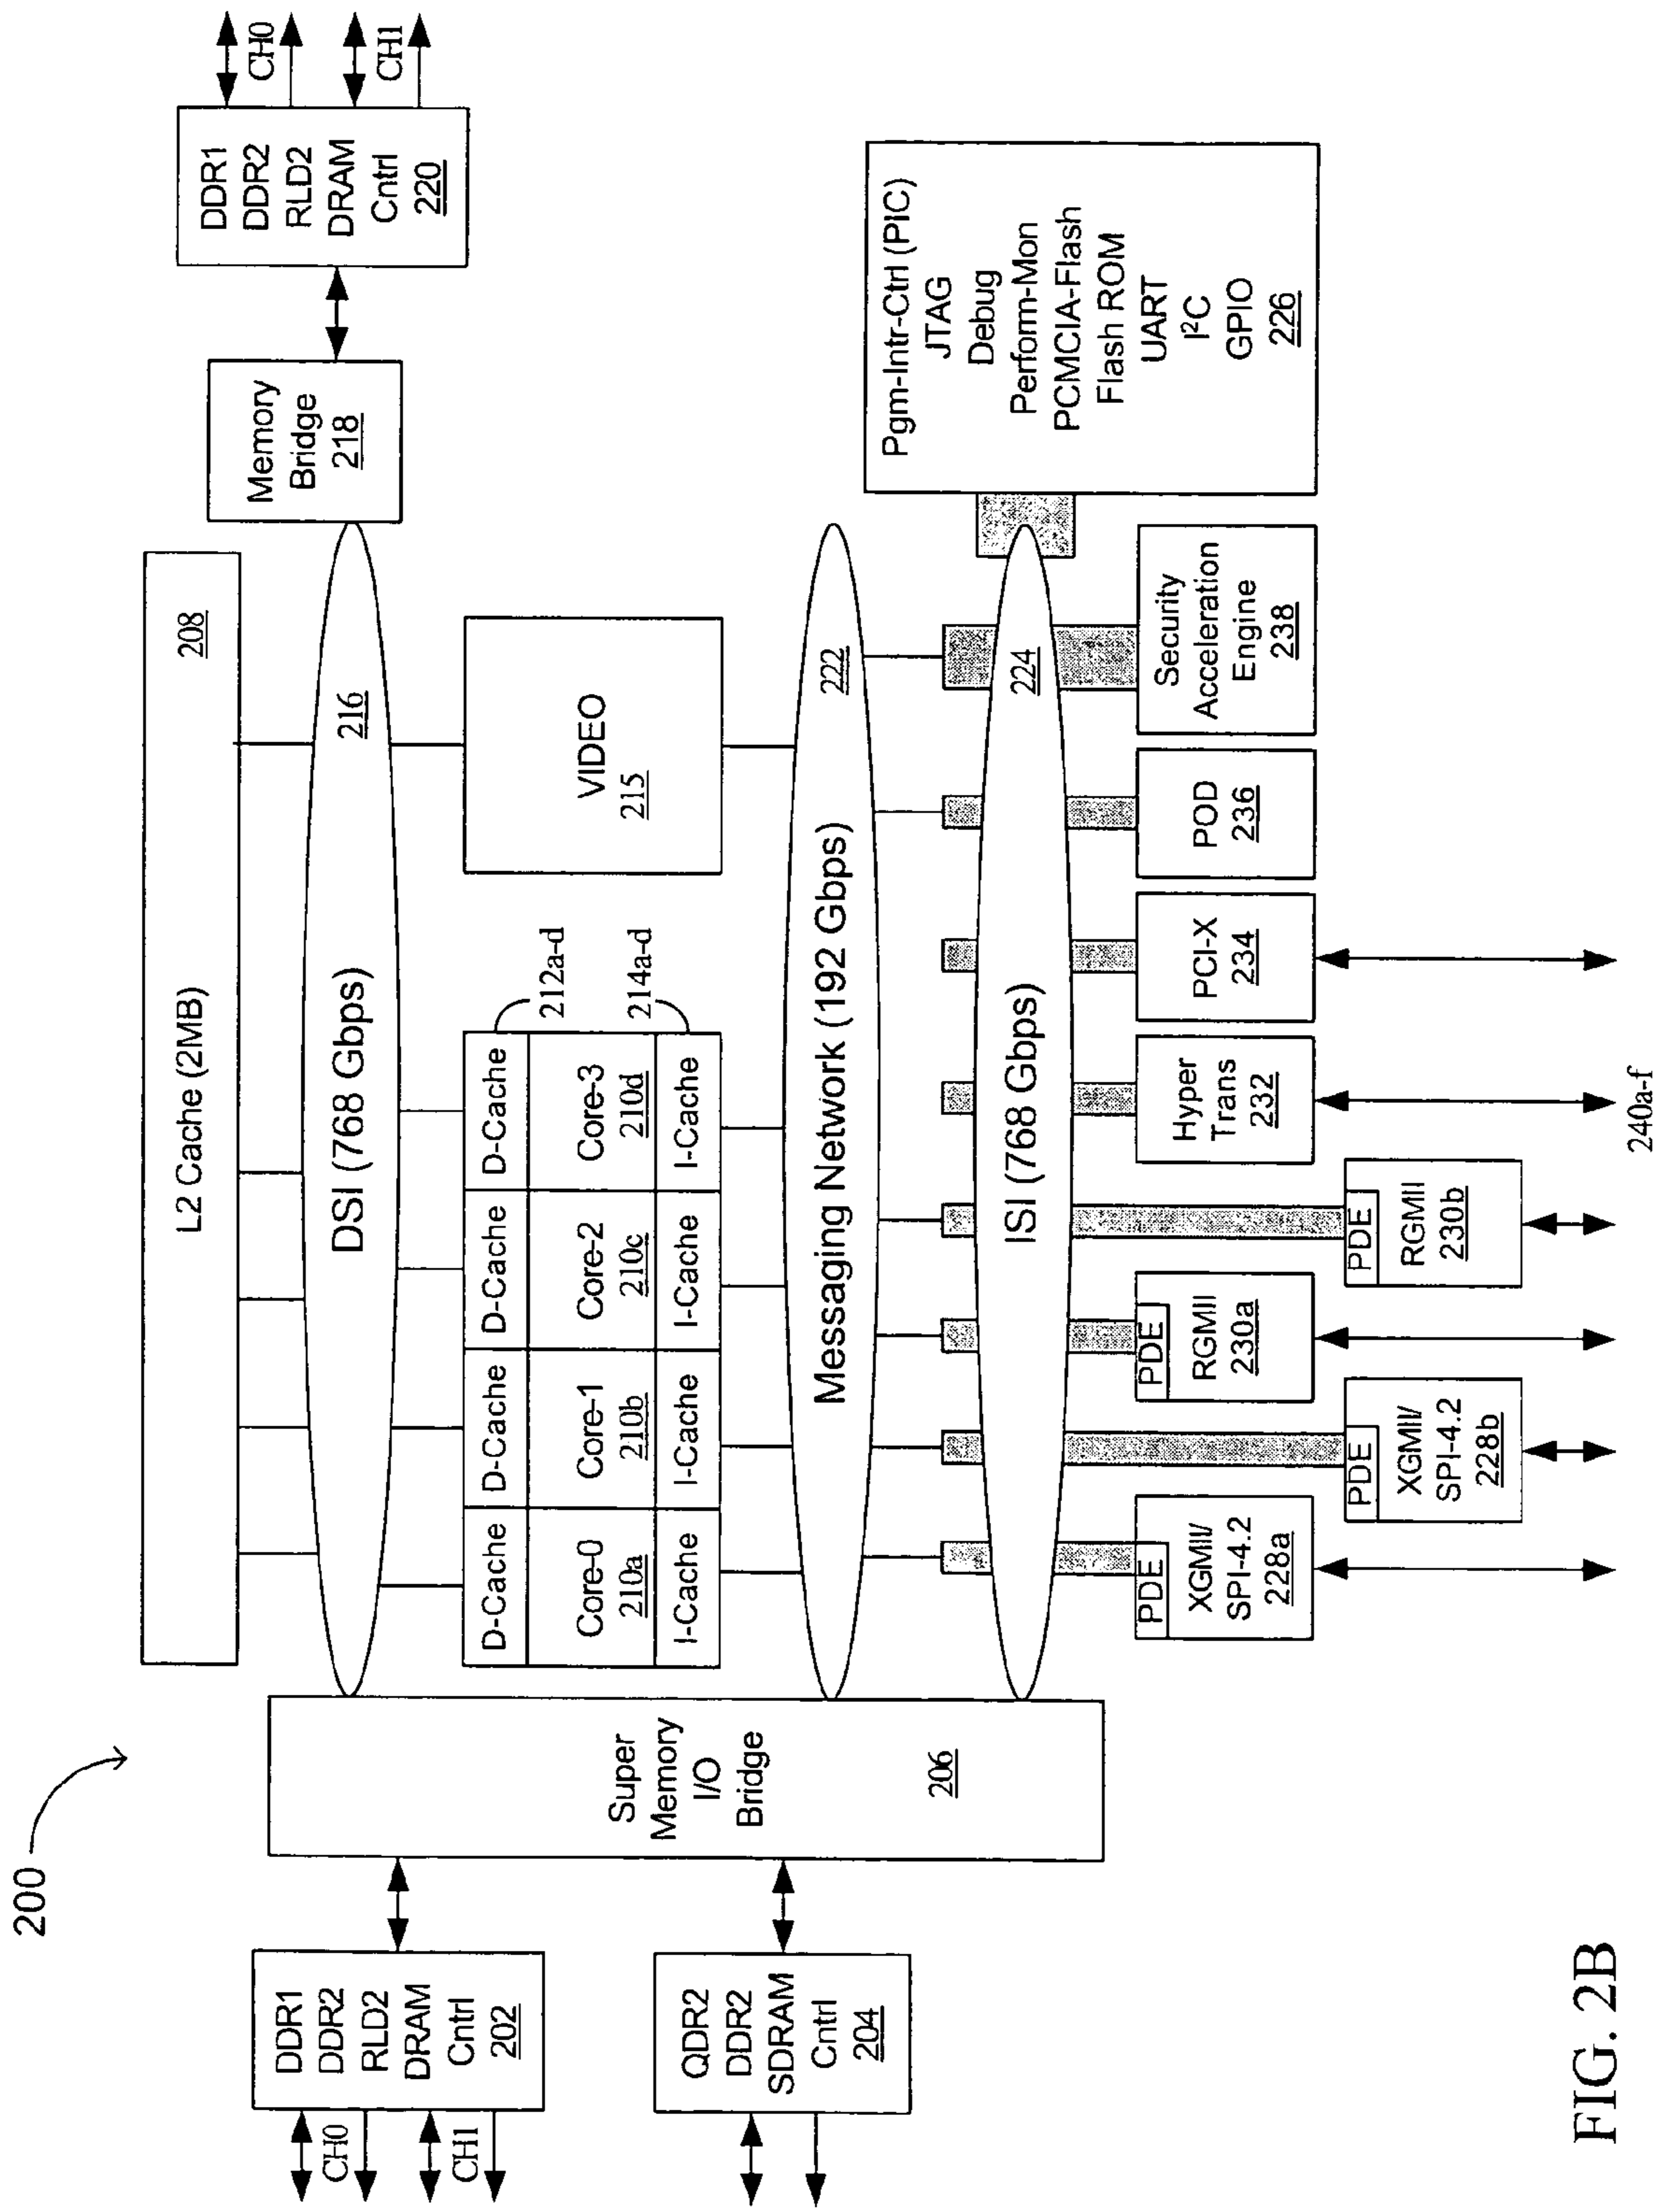 200
DDR1
DDR2
RLD2
DRAM
Cntrl
202
CH0
CH1
QDR2
DDR2
SDRAM
Cntrl
204
Super
Memory
I/O
Bridge
206
L2 Cache (2MB)
208
DSI (768 Gbps)
216
Memory
Bridge
218
DDR1
DDR2
RLD2
DRAM
Cntrl
220
CH0
CH1
D-Cache
D-Cache
D-Cache
D-Cache
212a-d
Core-0
210a
Core-1
210b
Core-2
210c
Core-3
210d
I-Cache
I-Cache
I-Cache
I-Cache
214a-d
VIDEO
215
Messaging Network (192 Gbps)
222
ISI (768 Gbps)
224
Pgm-Intr-Ctrl (PIC)
JTAG
Debug
Perform-Mon
PCMCIA-Flash
Flash ROM
UART
I²C
GPIO
226
PDE
XGMII/
SPI-4.2
228a
PDE
XGMII/
SPI-4.2
228b
PDE
RGMII
230a
PDE
RGMII
230b
Hyper
Trans
232
PCI-X
234
POD
236
Security
Acceleration
Engine
238
240a-f
FIG. 2B